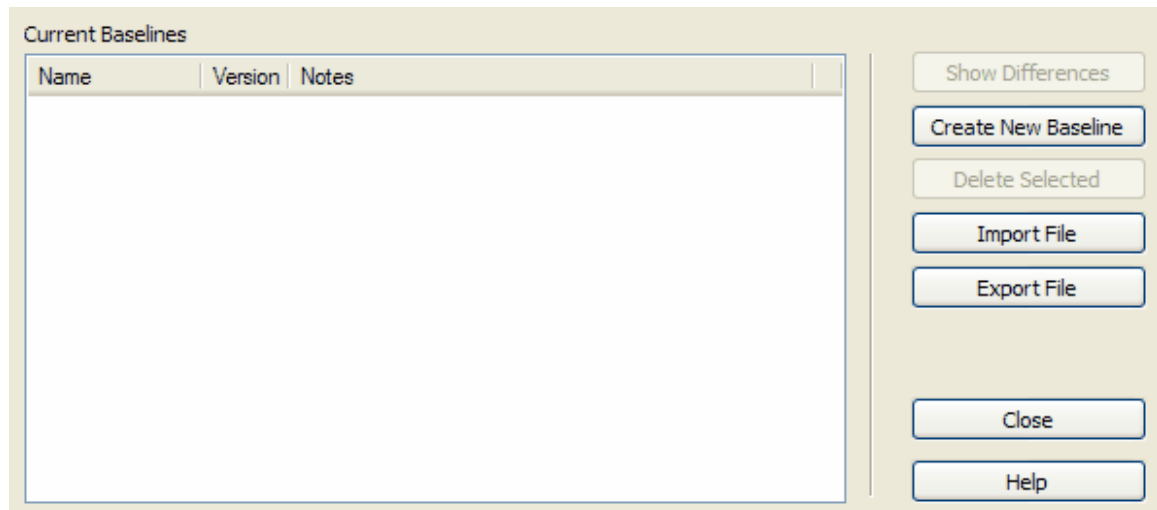 Current Baselines
Name Version Notes
Show Differences
Create New Baseline
Delete Selected
Import File
Export File
Close
Help